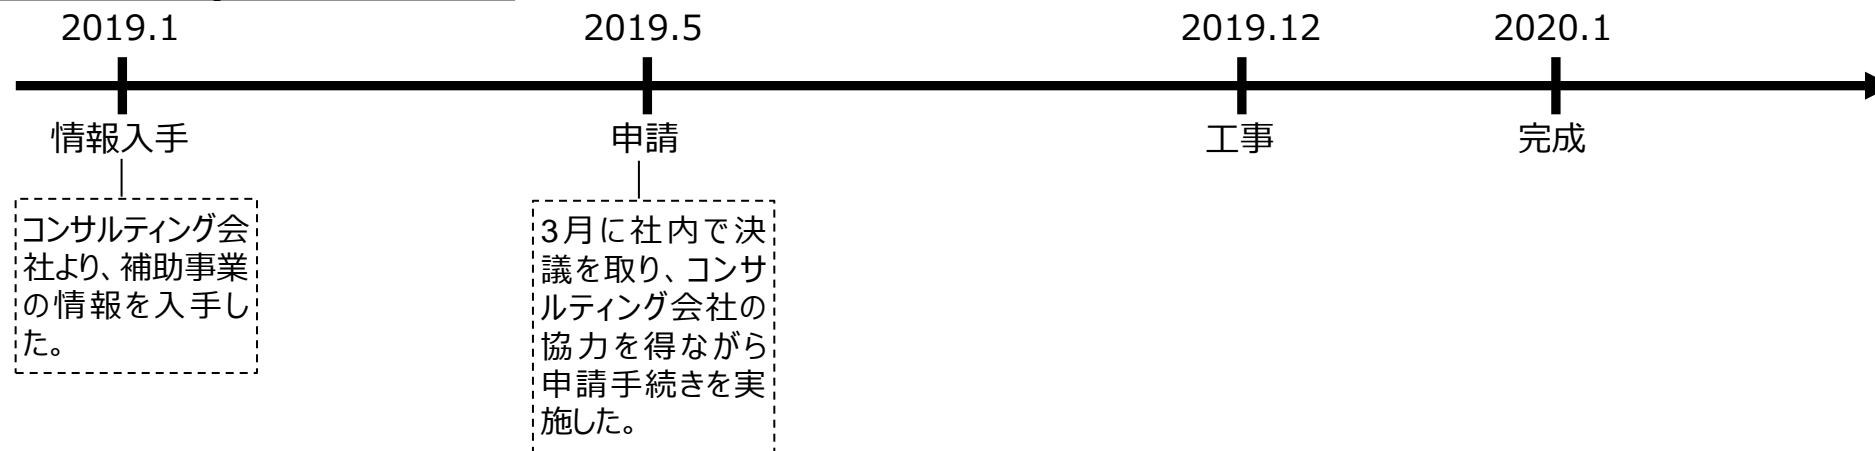 2019.1 2019.5 2019.12 2020.1
情報入手 申請 工事 完成
コンサルティング会
社より、補助事業
の情報を入手し
た。
3月に社内で決
議を取り、コンサ
ルティング会社の
協力を得ながら
申請手続きを実
施した。